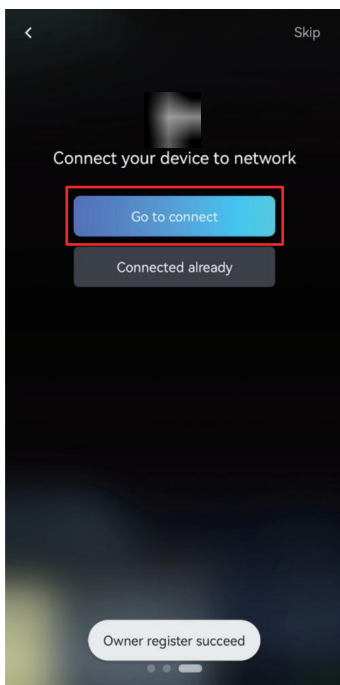 Skip
Connect your device to network
Go to connect
Connected already
Owner register succeed